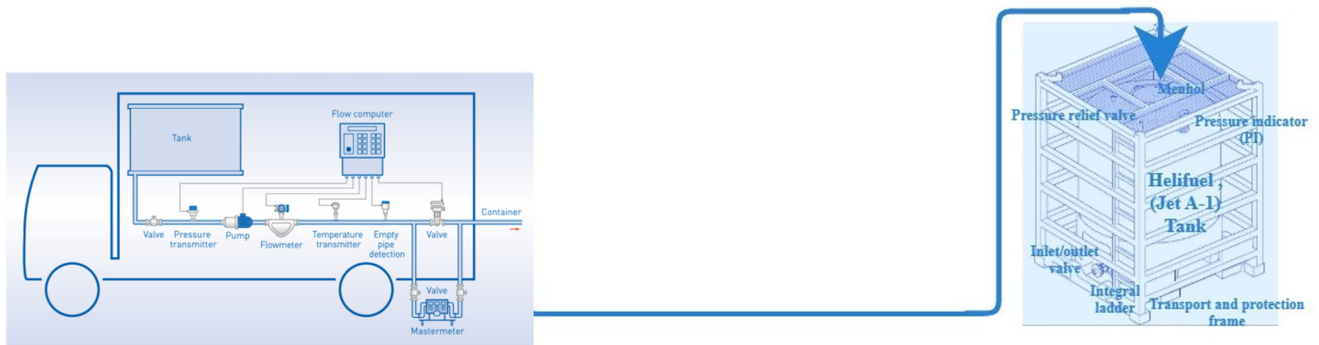 Flow computer
Tank
Container
Valve
Pressure
transmitter
Pump
Flowmeter
Temperature
transmitter
Empty
pipe
detection
Valve
Valve
Mastermeter
Menhol
Pressure relief valve
Pressure indicator
(PI)
Helifuel ,
(Jet A-1)
Tank
Inlet/outlet
valve
Integral
ladder
Transport and protection
frame